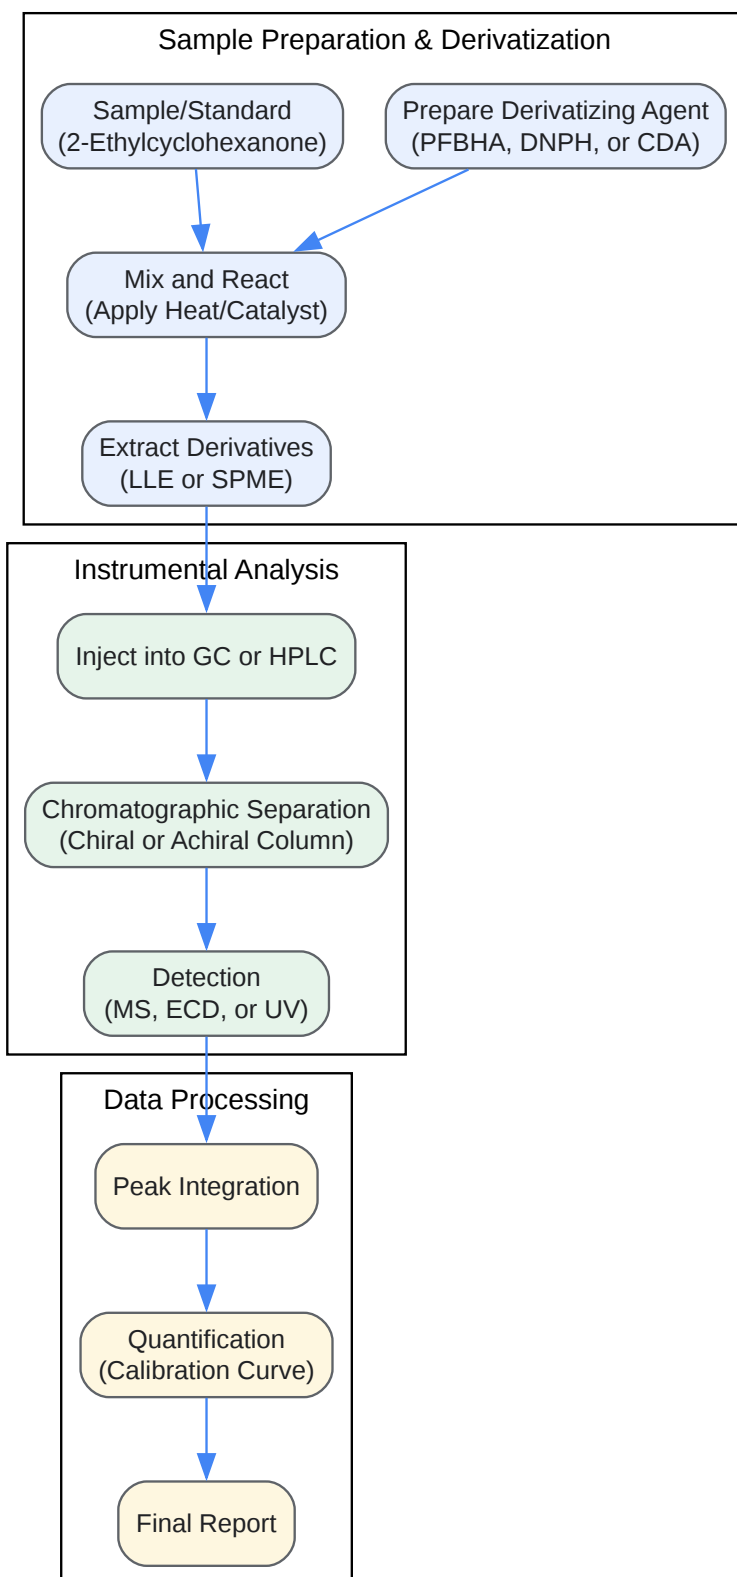 Sample Preparation & Derivatization
Sample/Standard
(2-Ethylcyclohexanone)
Prepare Derivatizing Agent
(PFBHA, DNPH, or CDA)
Mix and React
(Apply Heat/Catalyst)
Extract Derivatives
(LLE or SPME)
Instrumental Analysis
Inject into GC or HPLC
Chromatographic Separation
(Chiral or Achiral Column)
Detection
(MS, ECD, or UV)
Data Processing
Peak Integration
Quantification
(Calibration Curve)
Final Report